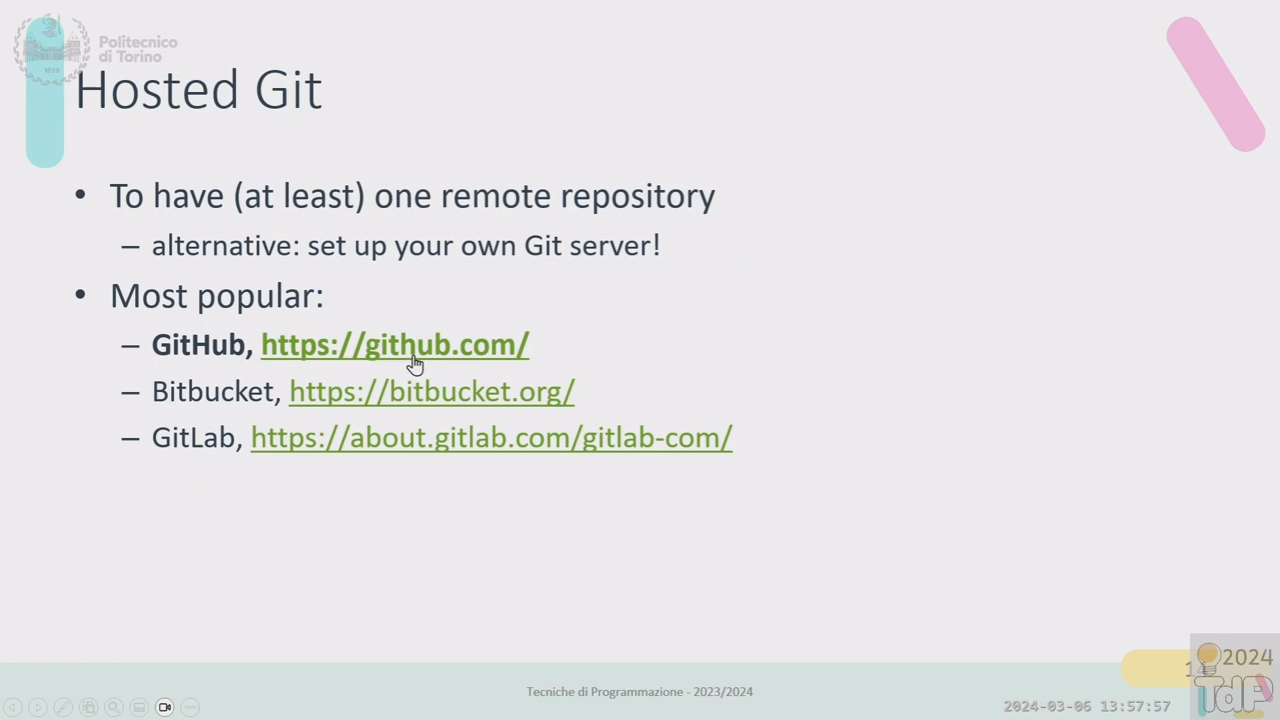 Politecnico
di Torino
1859
Hosted Git
• To have (at least) one remote repository
– alternative: set up your own Git server!
• Most popular:
– GitHub, https://github.com/
– Bitbucket, https://bitbucket.org/
– GitLab, https://about.gitlab.com/gitlab-com/
2024
TdP
Tecniche di Programmazione - 2023/2024
2024-03-06 13:57:57